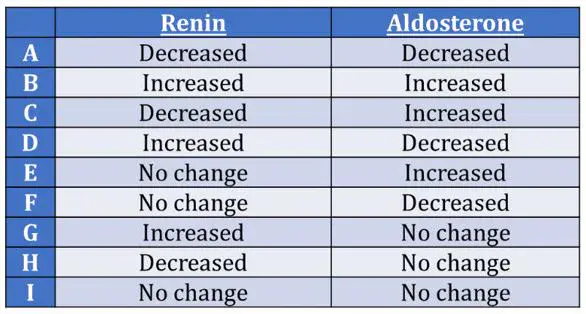 Renin Aldosterone
A Decreased Decreased
B Increased Increased
C Decreased Increased
D Increased Decreased
E No change Increased
F No change Decreased
G Increased No change
H Decreased No change
I No change No change